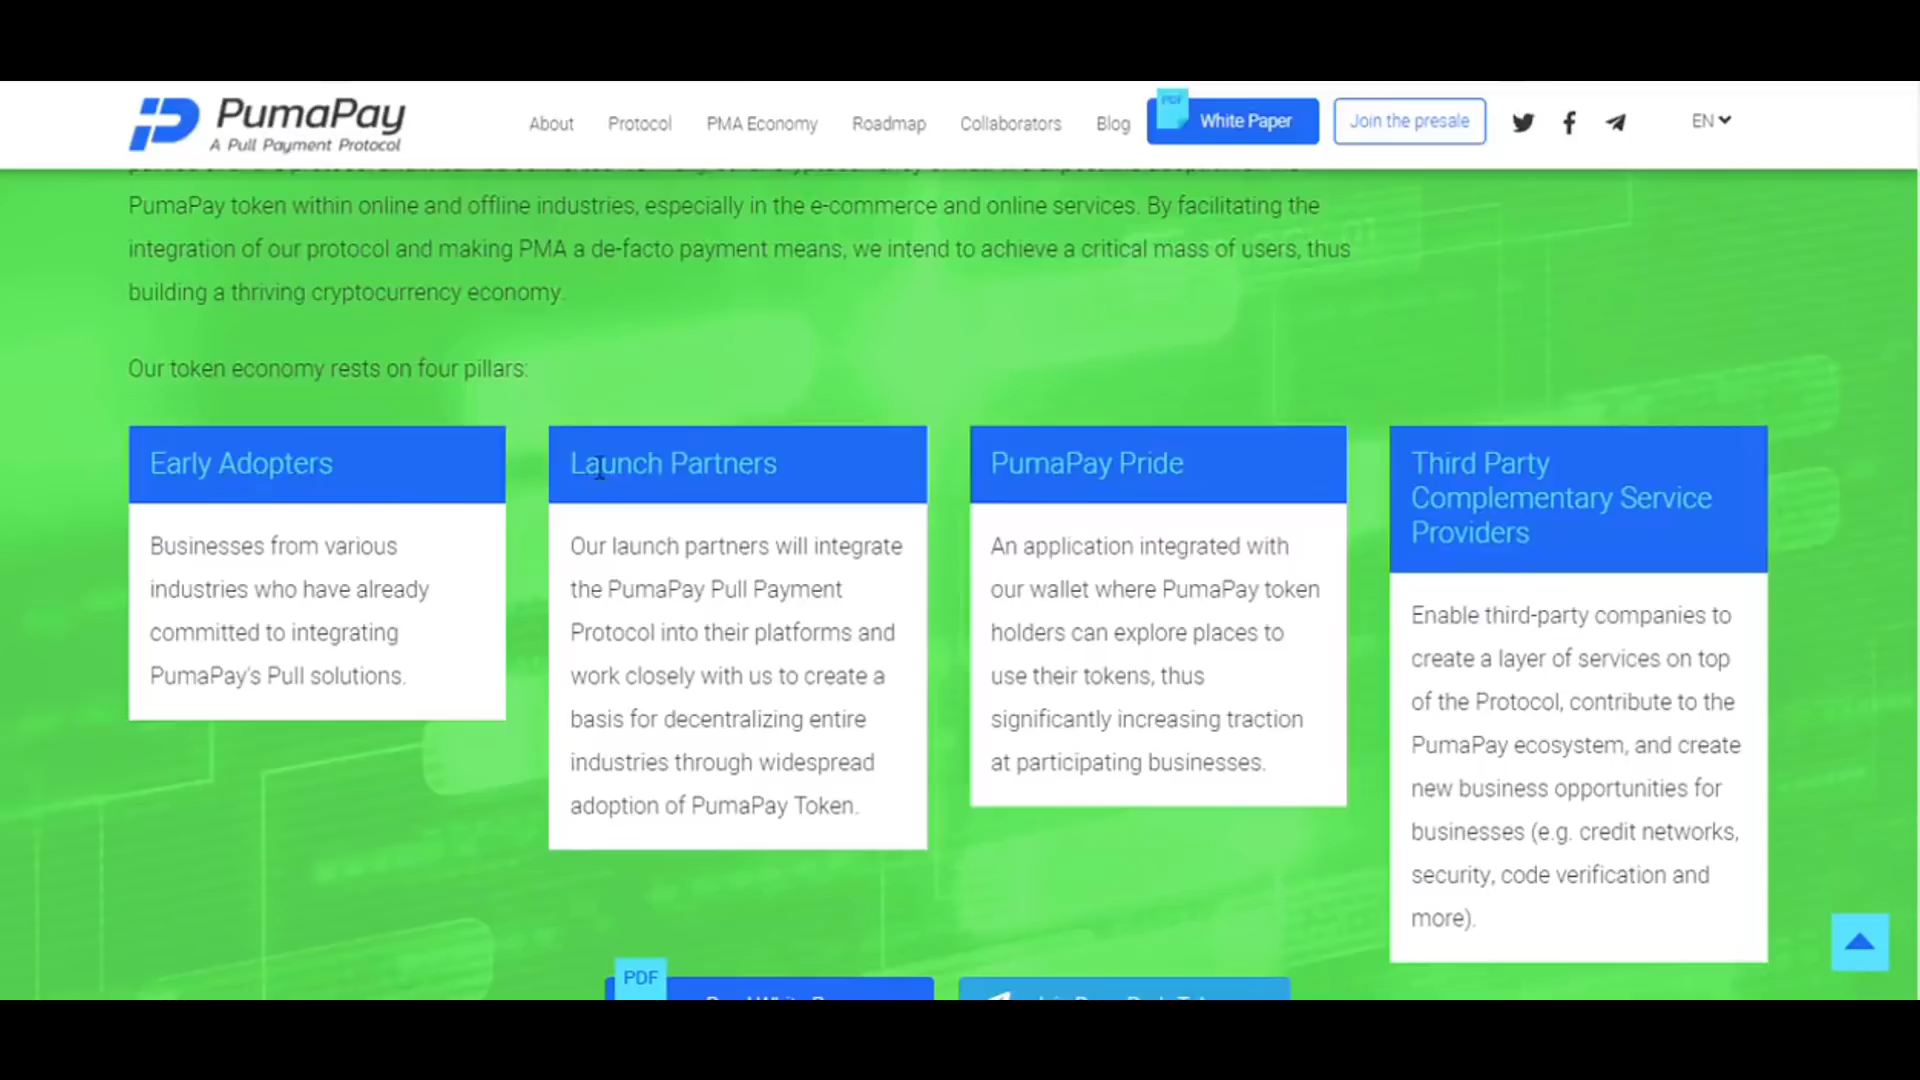 PumaPay
A Pull Payment Protocol
About
Protocol
PMA Economy
Roadmap
Collaborators
Blog
PDF
White Paper
Join the presale
EN
PumaPay token within online and offline industries, especially in the e-commerce and online services. By facilitating the
integration of our protocol and making PMA a de-facto payment means, we intend to achieve a critical mass of users, thus
building a thriving cryptocurrency economy.
Our token economy rests on four pillars:
Early Adopters
Businesses from various
industries who have already
committed to integrating
PumaPay's Pull solutions.
Launch Partners
Our launch partners will integrate
the PumaPay Pull Payment
Protocol into their platforms and
work closely with us to create a
basis for decentralizing entire
industries through widespread
adoption of PumaPay Token.
PumaPay Pride
An application integrated with
our wallet where PumaPay token
holders can explore places to
use their tokens, thus
significantly increasing traction
at participating businesses.
Third Party
Complementary Service
Providers
Enable third-party companies to
create a layer of services on top
of the Protocol, contribute to the
PumaPay ecosystem, and create
new business opportunities for
businesses (e.g. credit networks,
security, code verification and
more).
PDF